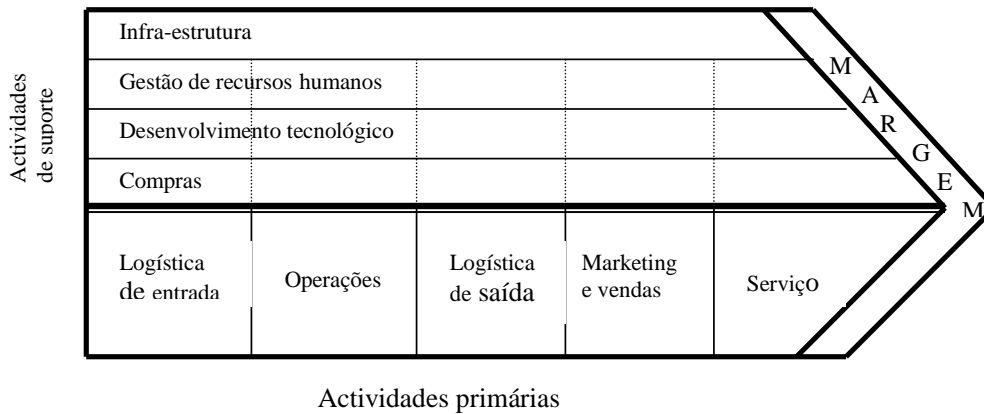 Actividades
de suporte
Infra-estrutura
Gestão de recursos humanos
Desenvolvimento tecnológico
Compras
MARGEM
Logística
de entrada
Operações
Logística
de saída
Marketing
e vendas
Serviço
Actividades primárias